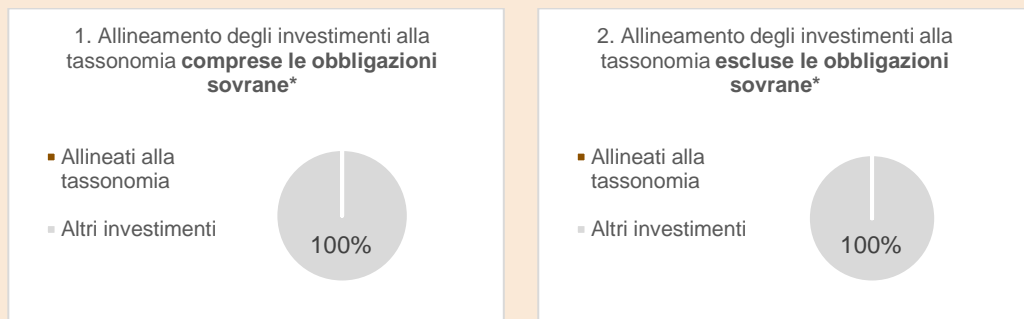 1. Allineamento degli investimenti alla
tassonomia comprese le obbligazioni
sovrane*
Allineati alla
tassonomia
Altri investimenti
100%
2. Allineamento degli investimenti alla
tassonomia escluse le obbligazioni
sovrane*
Allineati alla
tassonomia
Altri investimenti
100%